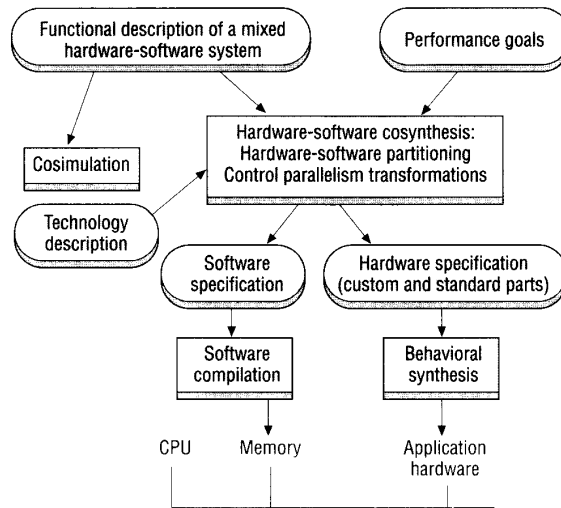 Functional description of a mixed
hardware-software system
Performance goals
Hardware-software cosynthesis:
Hardware-software partitioning
Control parallelism transformations
Cosimulation
Technology
description
Software
specification
Hardware specification
(custom and standard parts)
Software
compilation
Behavioral
synthesis
CPU
Memory
Application
hardware